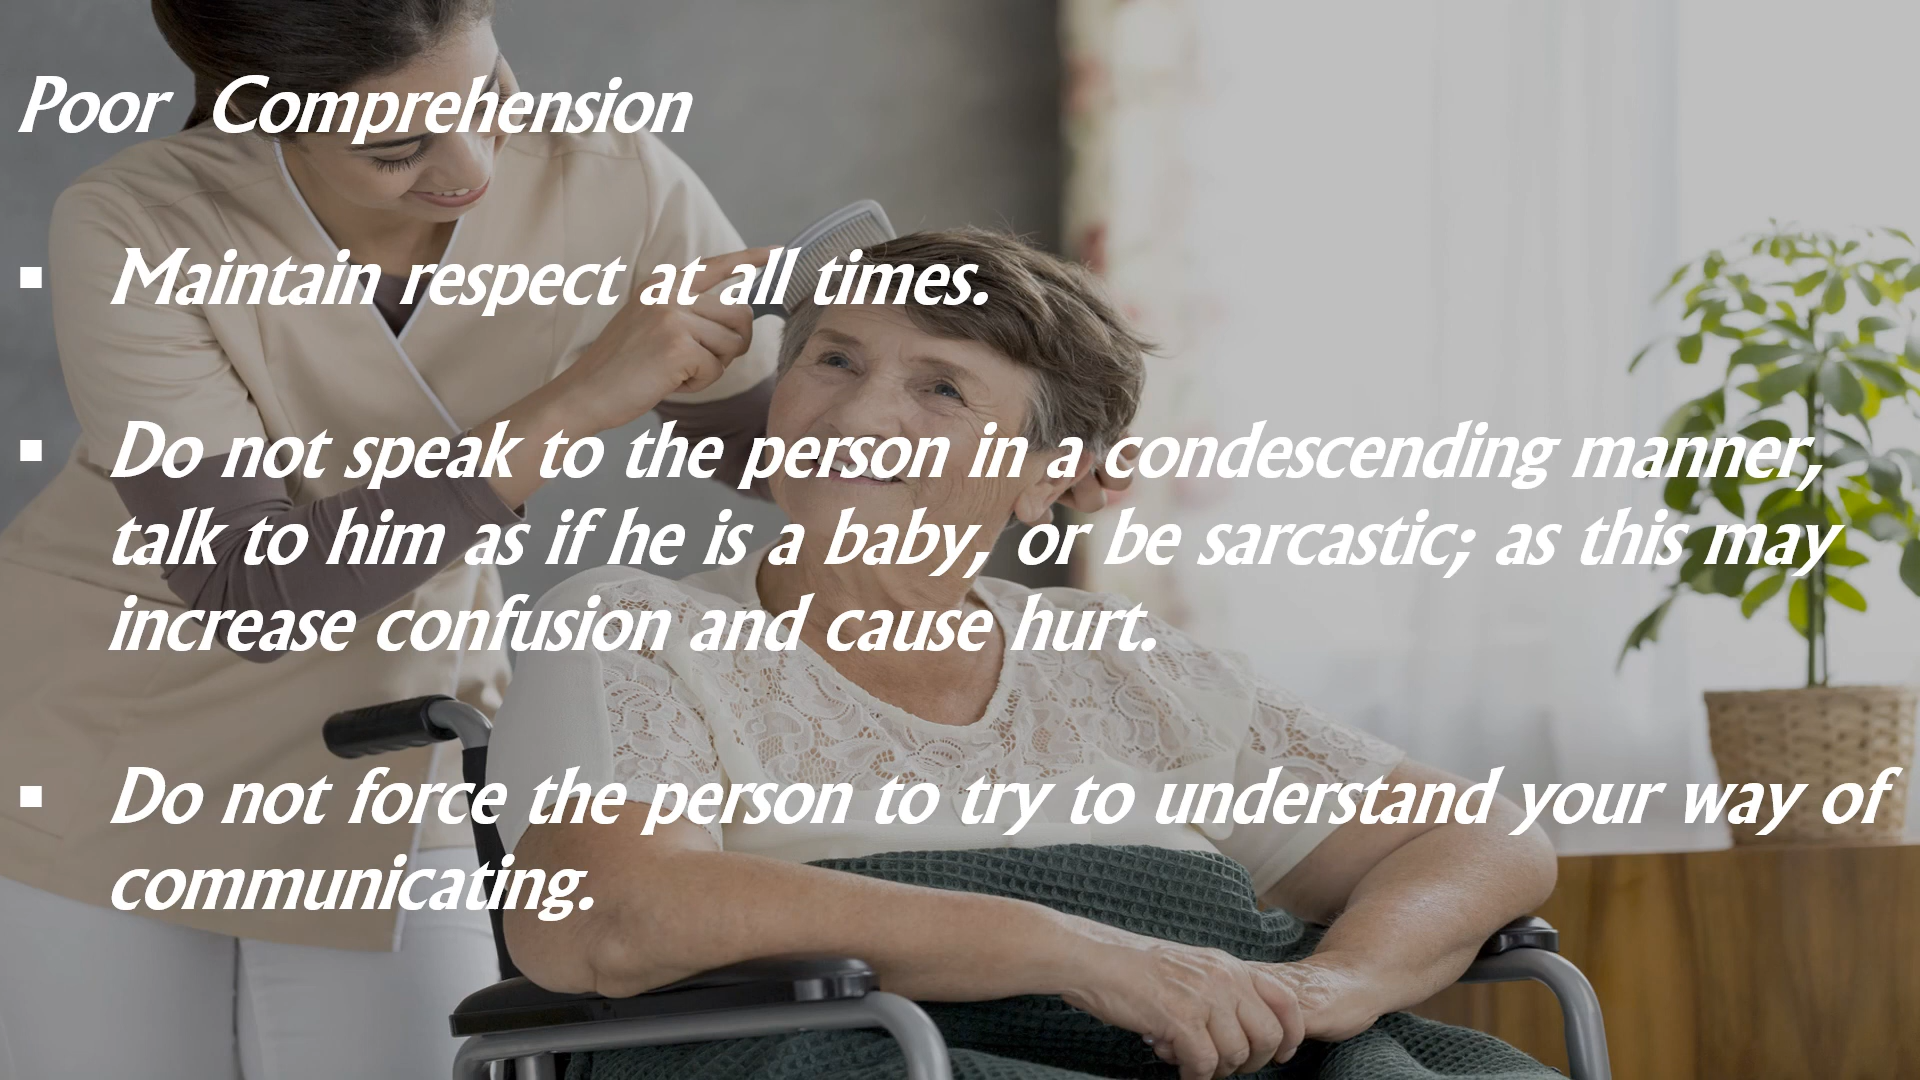 Poor  Comprehension
▪ Maintain respect at all times.
▪ Do not speak to the person in a condescending manner,
talk to him as if he is a baby, or be sarcastic; as this may
increase confusion and cause hurt.
▪ Do not force the person to try to understand your way of
communicating.